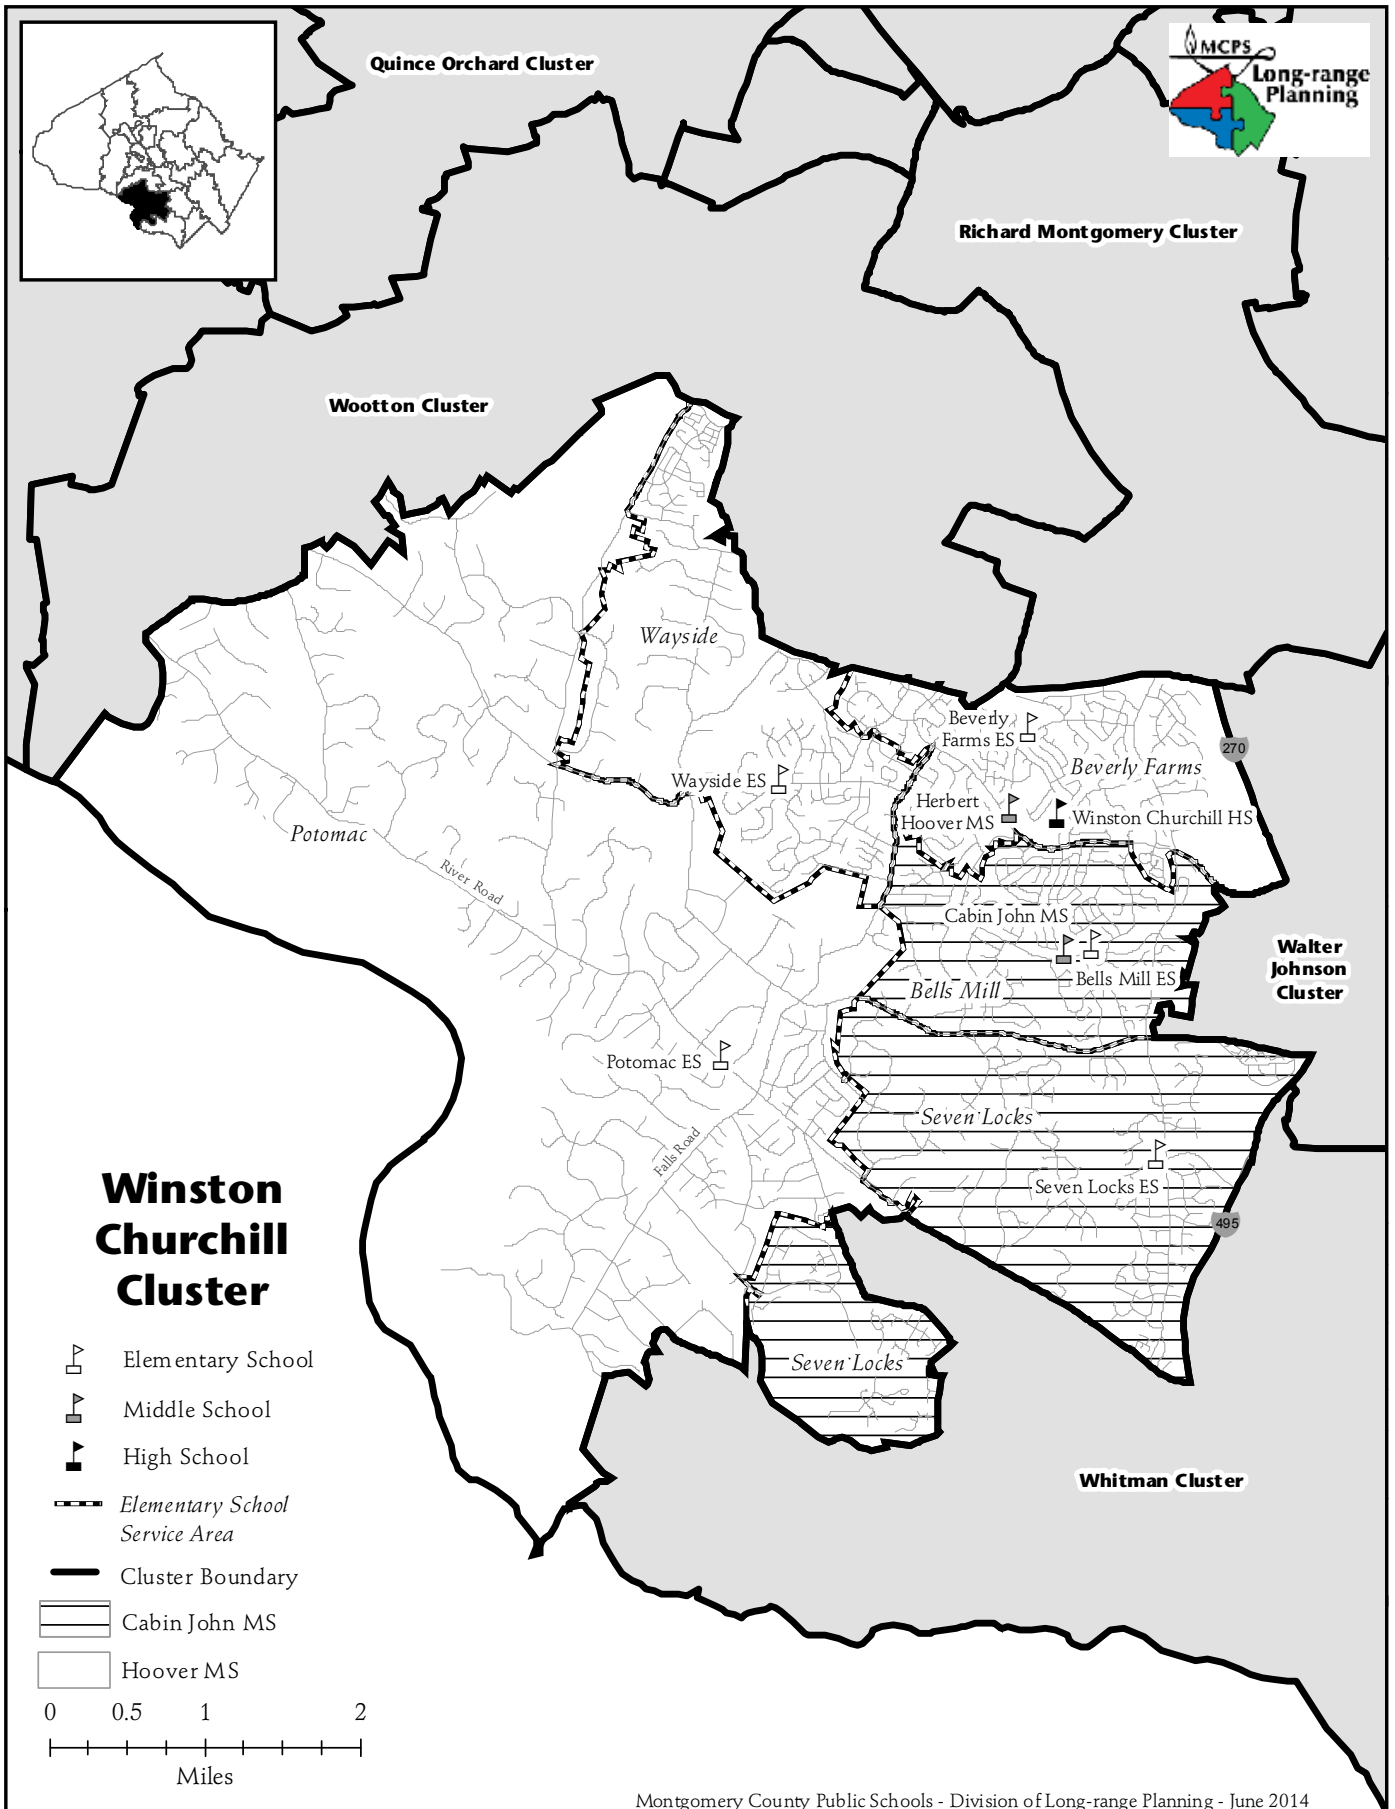 MCPS
Long-range
Planning
Quince Orchard Cluster
Richard Montgomery Cluster
Wootton Cluster
Wayside
Beverly
Farms ES
270
Beverly Farms
Wayside ES
Herbert
Hoover MS
Winston Churchill HS
Potomac
River Road
Cabin John MS
Walter
Johnson
Cluster
Bells Mill ES
Bells Mill
Potomac ES
Seven Locks
Falls Road
Seven Locks ES
495
Winston
Churchill
Cluster
Seven Locks
Elementary School
Middle School
High School
Whitman Cluster
Elementary School
Service Area
Cluster Boundary
Cabin John MS
Hoover MS
0 0.5 1 2
Miles
Montgomery County Public Schools - Division of Long-range Planning - June 2014